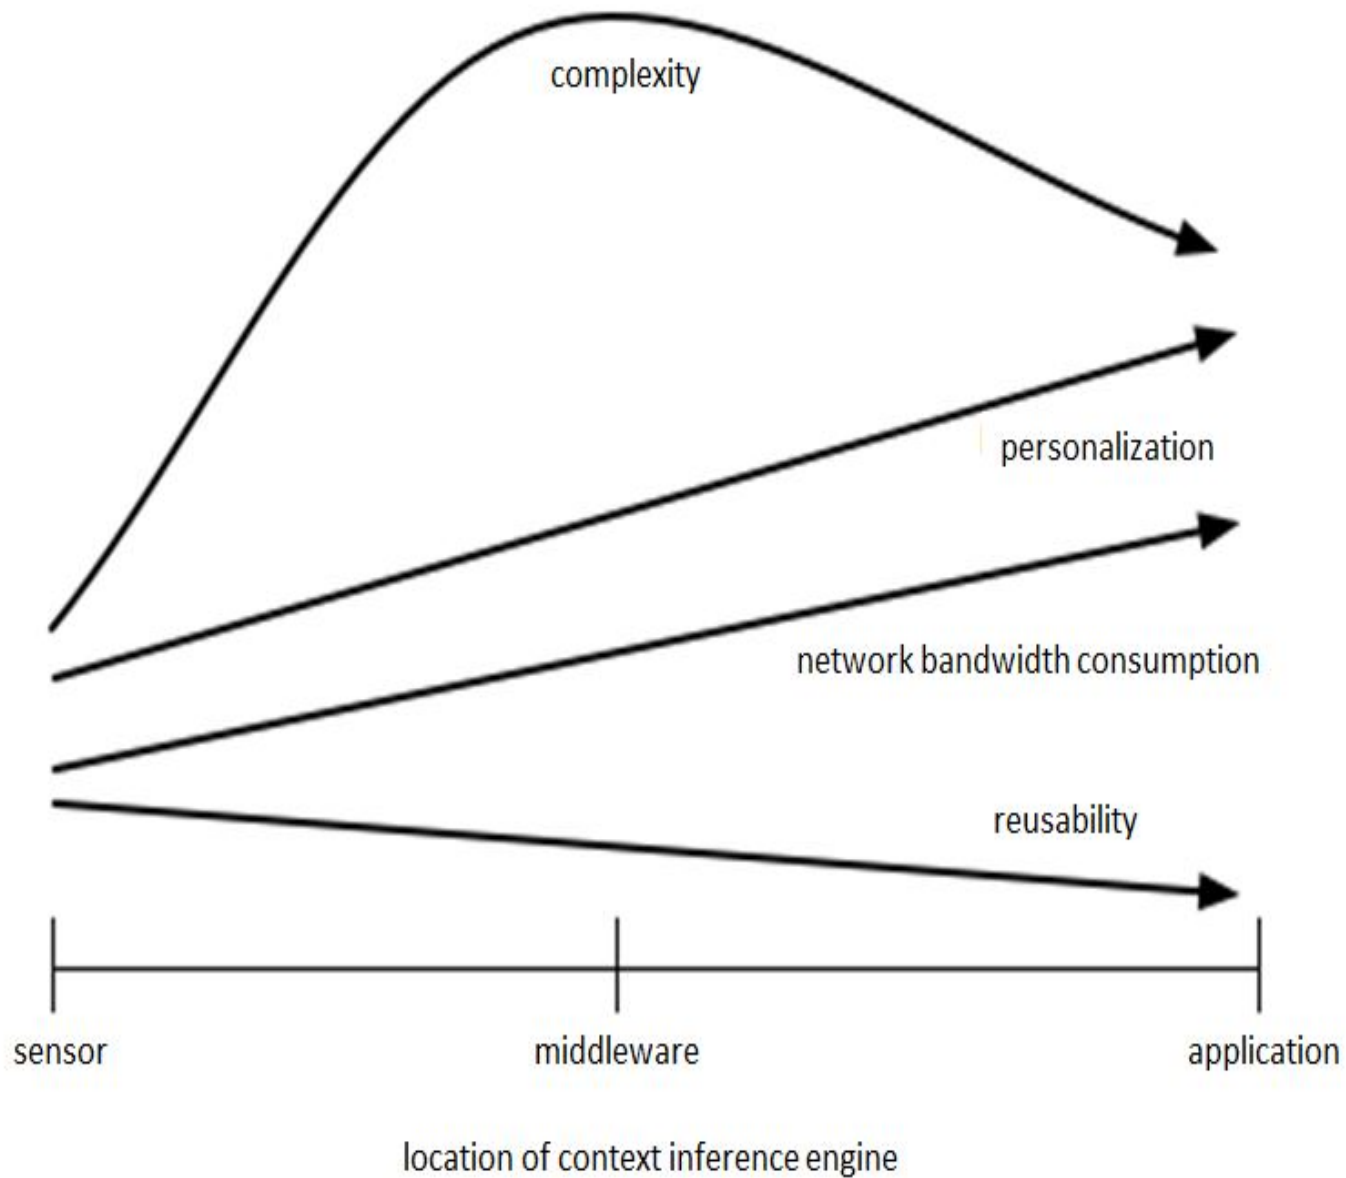 complexity
personalization
network bandwidth consumption
reusability
sensor
middleware
application
location of context inference engine